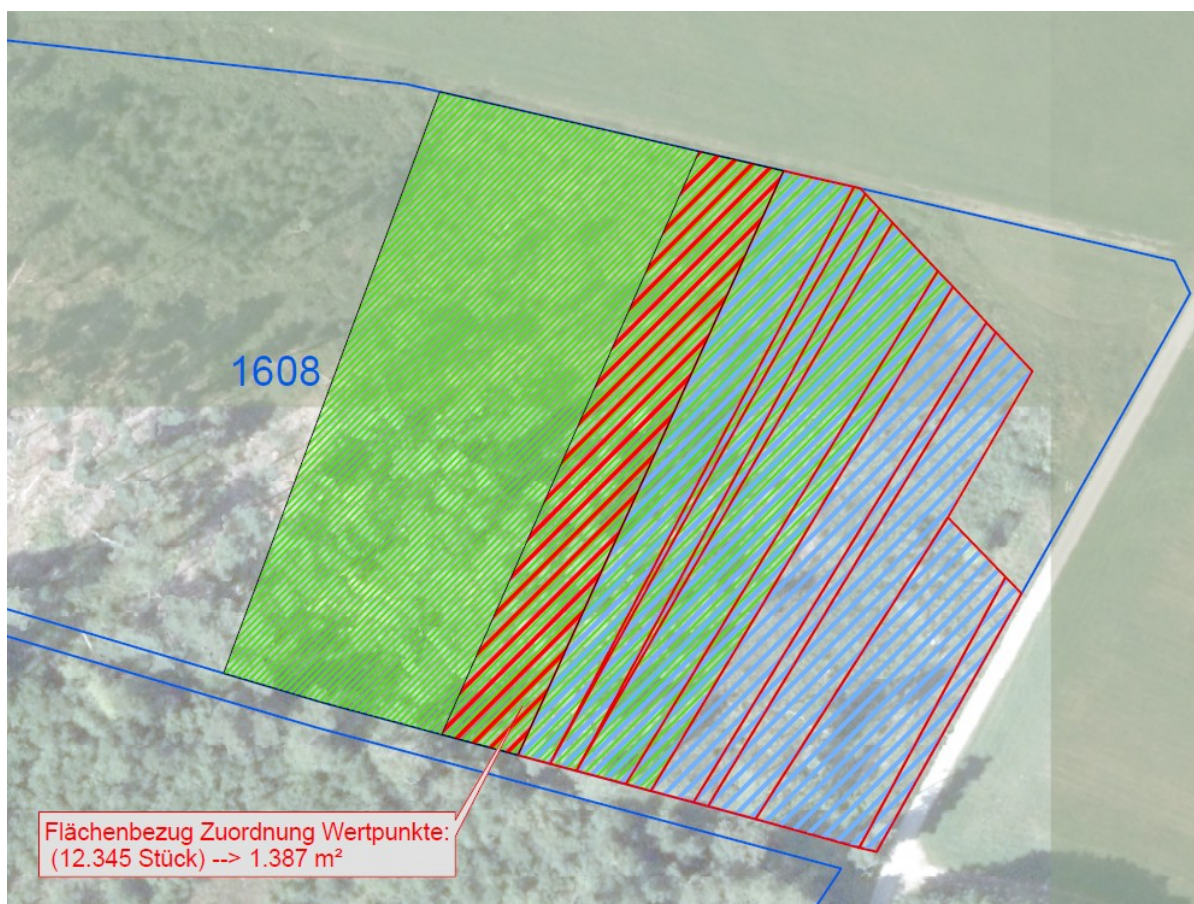 1608
Flächenbezug Zuordnung Wertpunkte:
(12.345 Stück) --> 1.387 m²